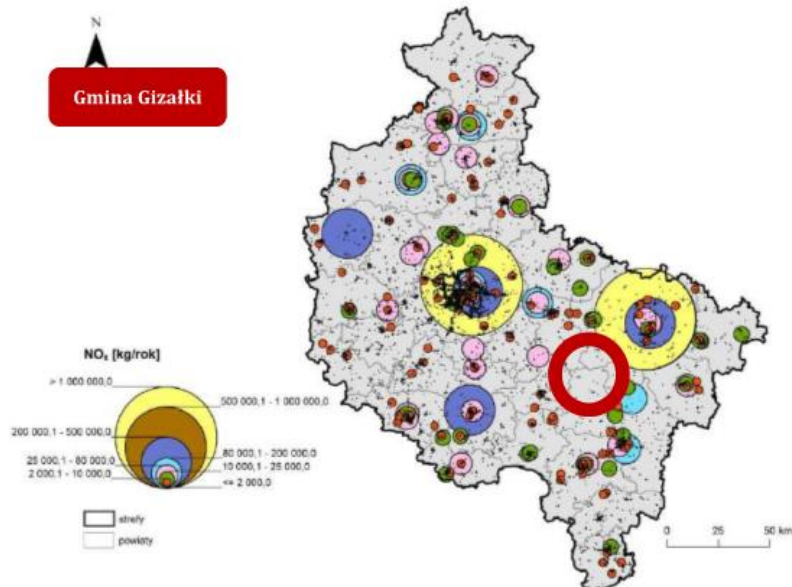 N
Gmina Gizałki
NOx [kg/rok]
> 1 000 000,0
500 000,1 - 1 000 000,0
200 000,1 - 500 000,0
80 000,1 - 200 000,0
25 000,1 - 80 000,0
10 000,1 - 25 000,0
2 000,1 - 10 000,0
<= 2 000,0
strefy
powiaty
0 25 50 km